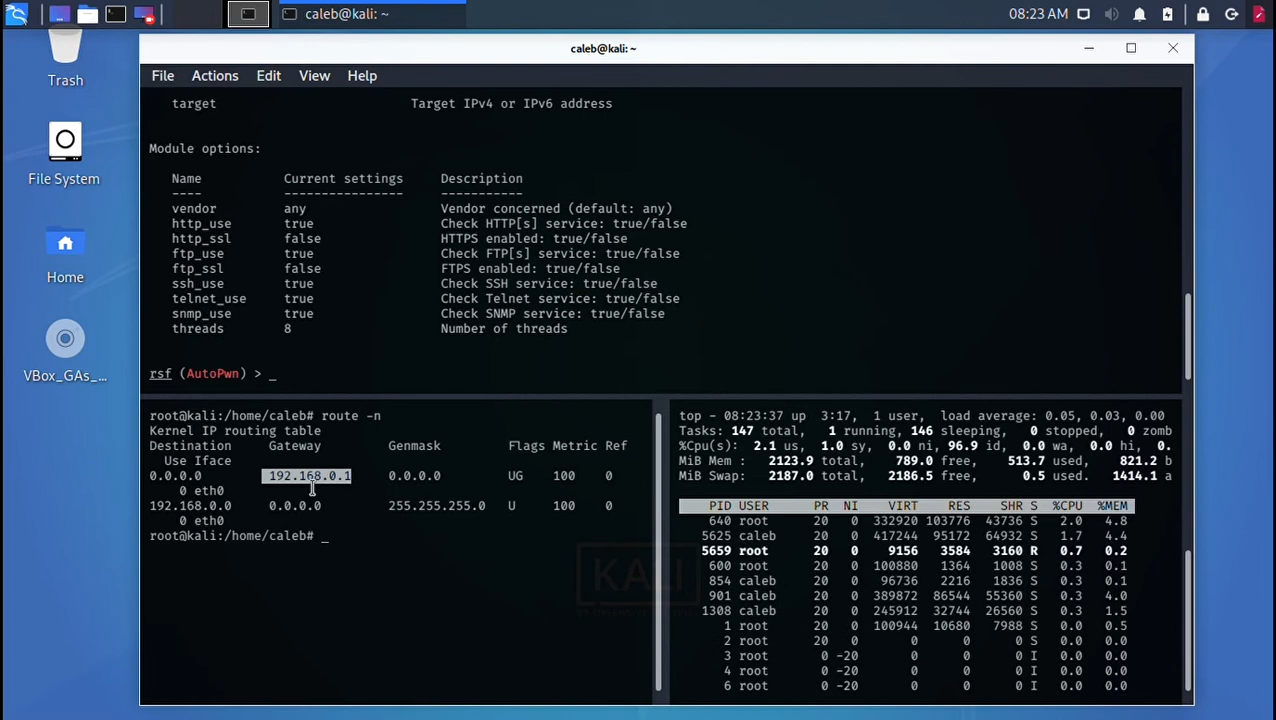 caleb@kali: ~
08:23 AM
Trash
File System
Home
VBox_GAs_...
caleb@kali: ~
File Actions Edit View Help
target Target IPv4 or IPv6 address
Module options:
Name Current settings Description
---- ---------------- -----------
vendor any Vendor concerned (default: any)
http_use true Check HTTP[s] service: true/false
http_ssl false HTTPS enabled: true/false
ftp_use true Check FTP[s] service: true/false
ftp_ssl false FTPS enabled: true/false
ssh_use true Check SSH service: true/false
telnet_use true Check Telnet service: true/false
snmp_use true Check SNMP service: true/false
threads 8 Number of threads
rsf (AutoPwn) > _
root@kali:/home/caleb# route -n
Kernel IP routing table
Destination Gateway Genmask Flags Metric Ref
Use Iface
0.0.0.0 192.168.0.1 0.0.0.0 UG 100 0
0 eth0
192.168.0.0 0.0.0.0 255.255.255.0 U 100 0
0 eth0
root@kali:/home/caleb# _
top - 08:23:37 up 3:17, 1 user, load average: 0.05, 0.03, 0.00
Tasks: 147 total, 1 running, 146 sleeping, 0 stopped, 0 zomb
%Cpu(s): 2.1 us, 1.0 sy, 0.0 ni, 96.9 id, 0.0 wa, 0.0 hi, 0.
MiB Mem : 2123.9 total, 789.0 free, 513.7 used, 821.2 b
MiB Swap: 2187.0 total, 2186.5 free, 0.5 used. 1414.1 a
PID USER PR NI VIRT RES SHR S %CPU %MEM
640 root 20 0 332920 103776 43736 S 2.0 4.8
5625 caleb 20 0 417244 95172 64932 S 1.7 4.4
5659 root 20 0 9156 3584 3160 R 0.7 0.2
600 root 20 0 100880 1364 1008 S 0.3 0.1
854 caleb 20 0 96736 2216 1836 S 0.3 0.1
901 caleb 20 0 389872 86544 55360 S 0.3 4.0
1308 caleb 20 0 245912 32744 26560 S 0.3 1.5
1 root 20 0 100944 10680 7988 S 0.0 0.5
2 root 20 0 0 0 0 S 0.0 0.0
3 root 0 -20 0 0 0 I 0.0 0.0
4 root 0 -20 0 0 0 I 0.0 0.0
6 root 0 -20 0 0 0 I 0.0 0.0
KALI